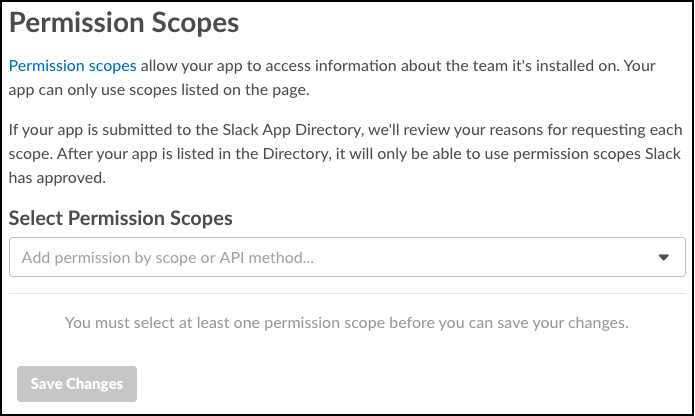 Permission Scopes
Permission scopes allow your app to access information about the team it's installed on. Your
app can only use scopes listed on the page.
If your app is submitted to the Slack App Directory, we'll review your reasons for requesting each
scope. After your app is listed in the Directory, it will only be able to use permission scopes Slack
has approved.
Select Permission Scopes
Add permission by scope or API method...
You must select at least one permission scope before you can save your changes.
Save Changes